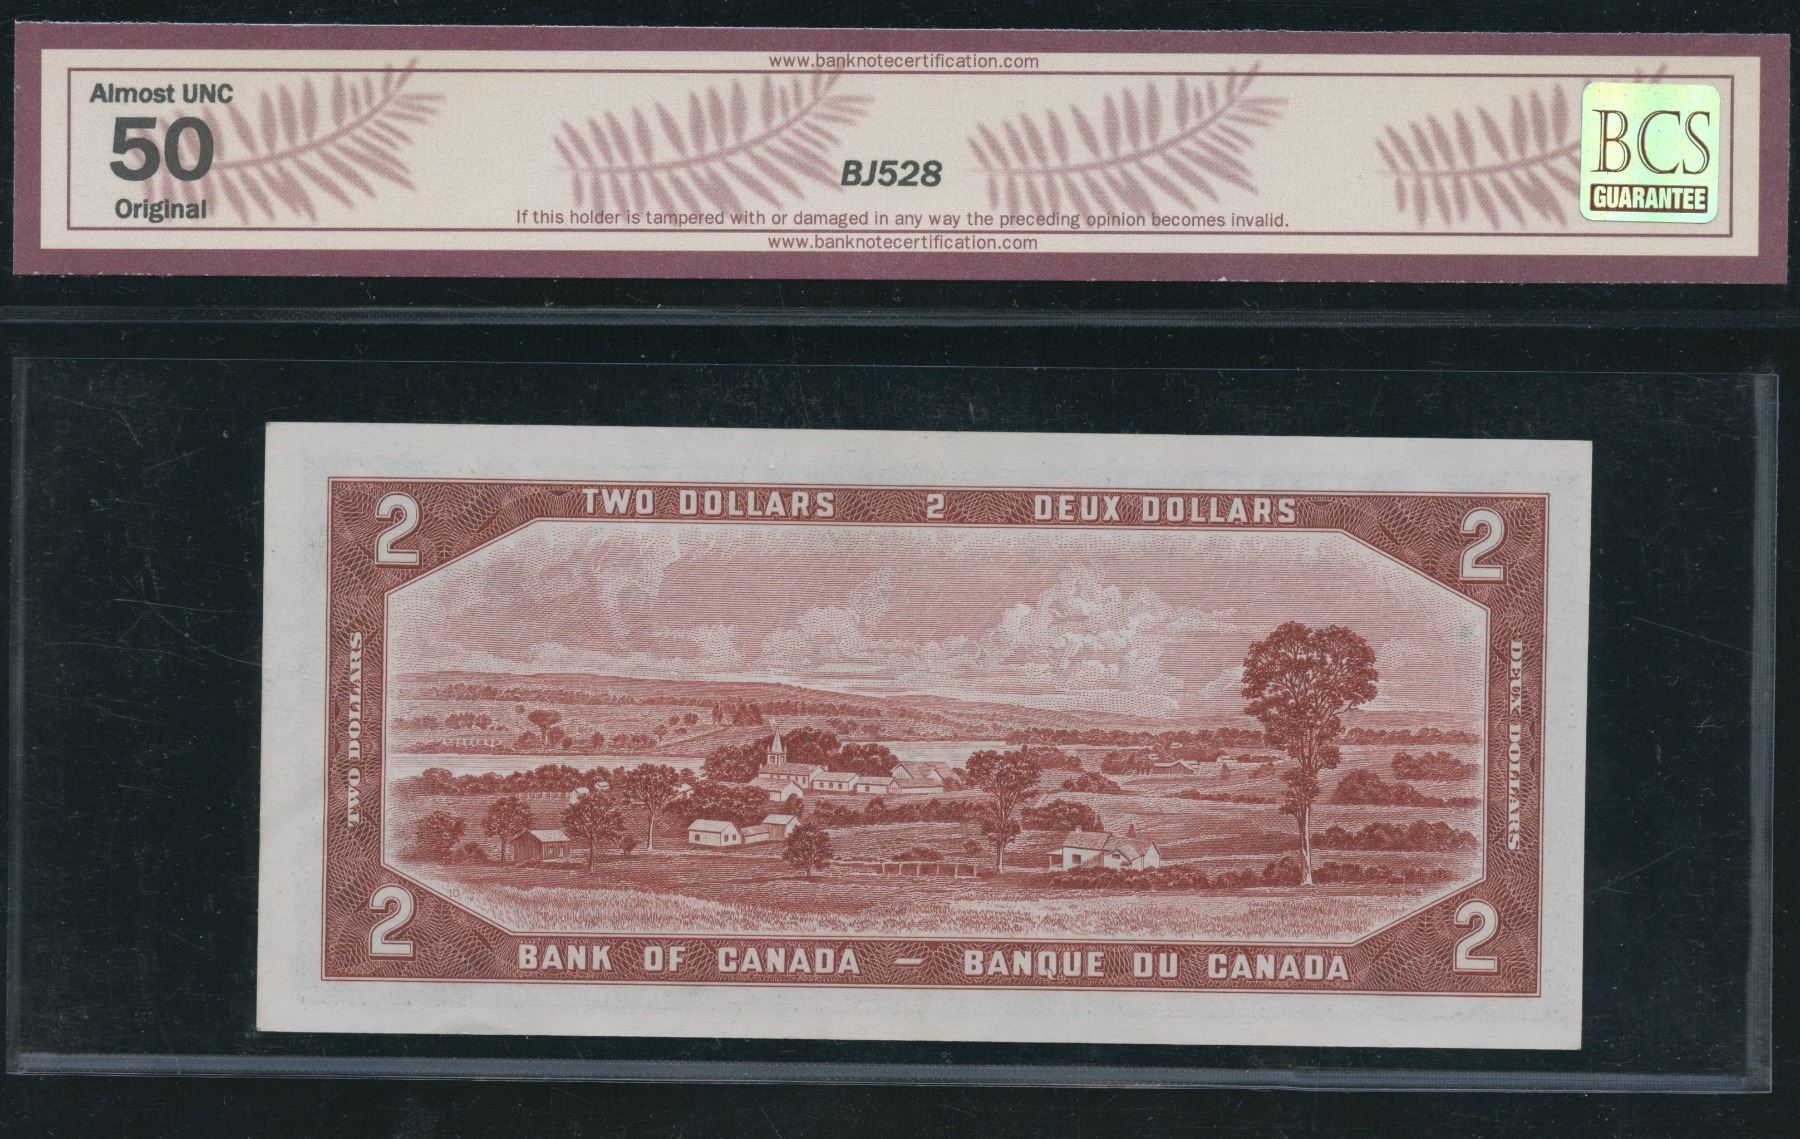 www.banknotecertification.com
Almost UNC
50
Original
BJ528
BCS
GUARANTEE
If this holder is tampered with or damaged in any way the preceding opinion becomes invalid.
www.banknotecertification.com
2 TWO DOLLARS 2 DEUX DOLLARS 2
TWO DOLLARS
DEUX DOLLARS
2 BANK OF CANADA — BANQUE DU CANADA 2